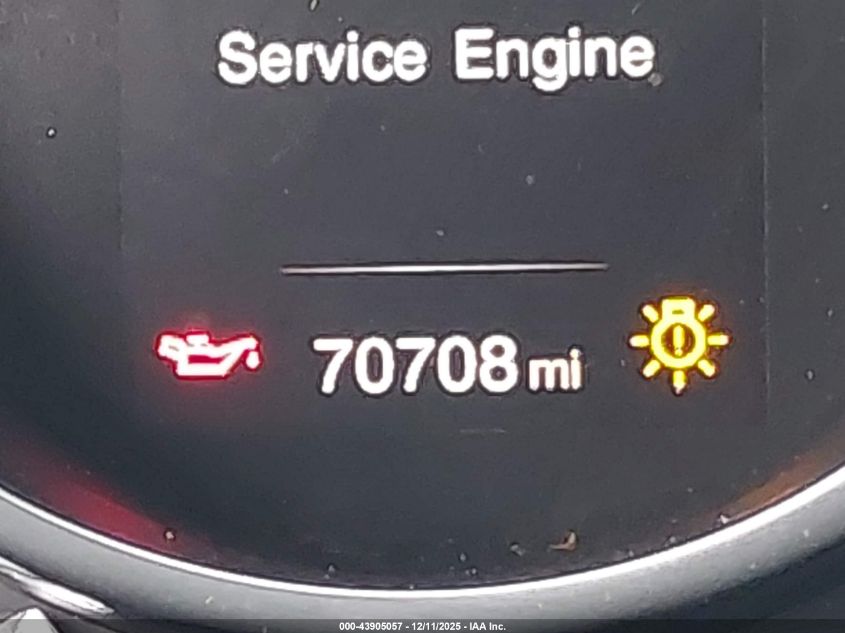 Service Engine
70708 mi
000-43905057 - 12/11/2025 - IAA Inc.